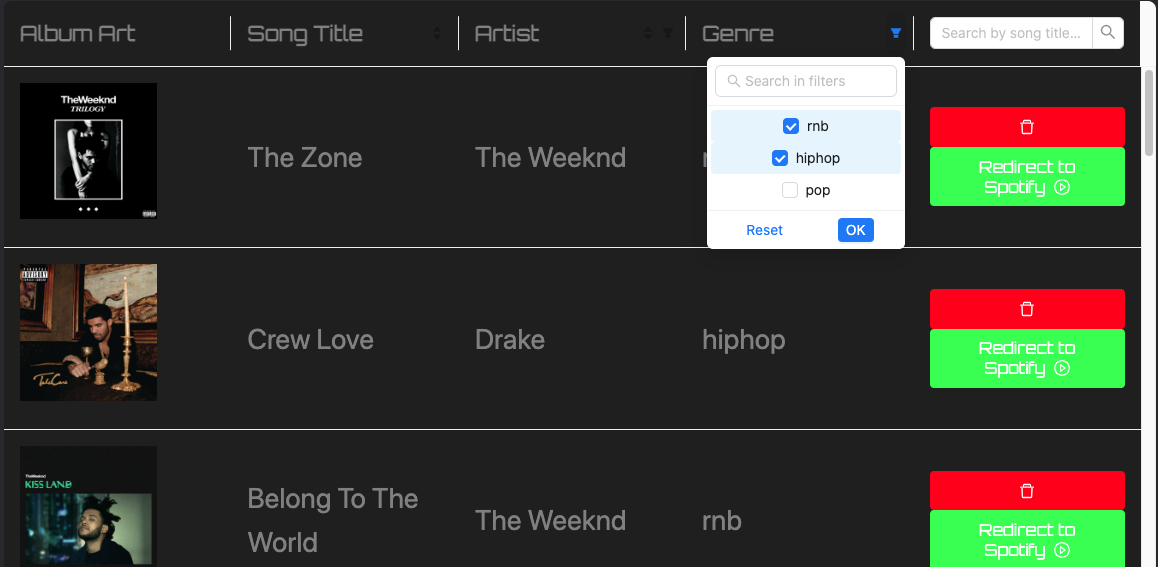 Album Art
Song Title
Artist
Genre
Search by song title...
Search in filters
rnb
hiphop
pop
Reset
OK
TheWeeknd
TRILOGY
The Zone
The Weeknd
r
Redirect to
Spotify
PARENTAL
ADVISORY
Take Care
Crew Love
Drake
hiphop
Redirect to
Spotify
TheWeeknd
KISS LAND
Belong To The
World
The Weeknd
rnb
Redirect to
Spotify